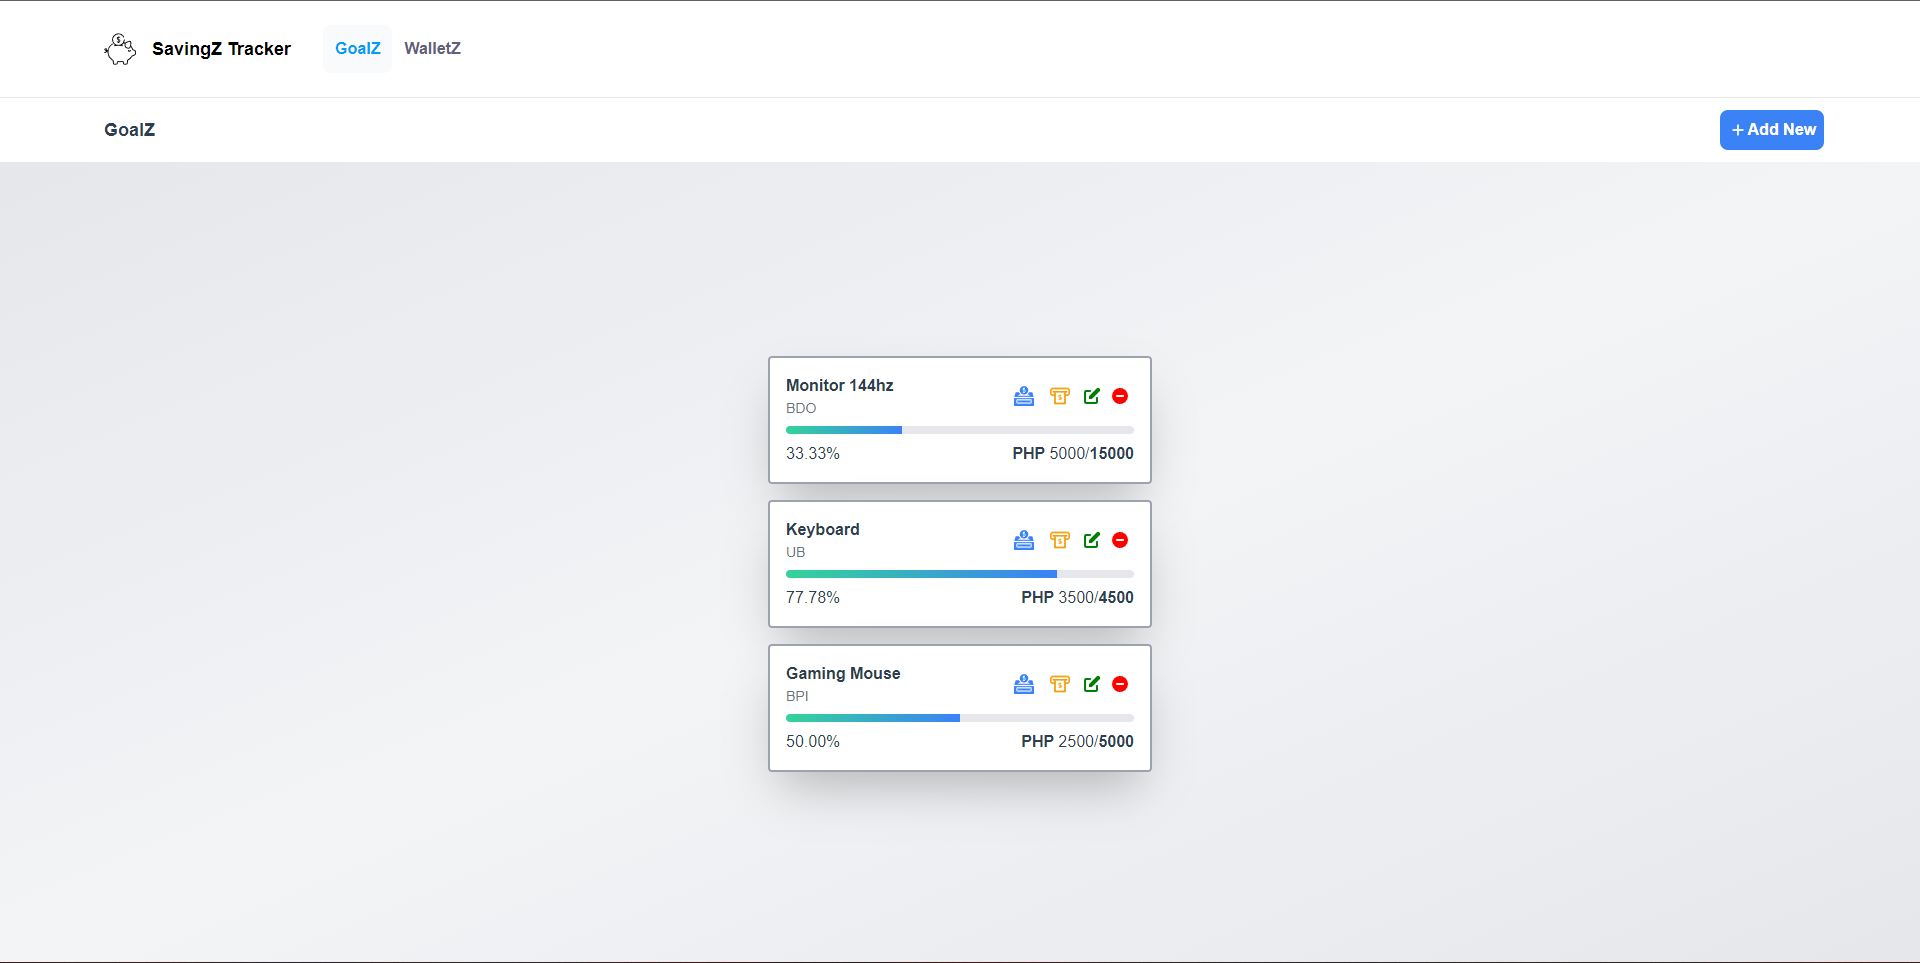 SavingZ Tracker GoalZ WalletZ
GoalZ + Add New
Monitor 144hz
BDO
33.33% PHP 5000/15000
Keyboard
UB
77.78% PHP 3500/4500
Gaming Mouse
BPI
50.00% PHP 2500/5000